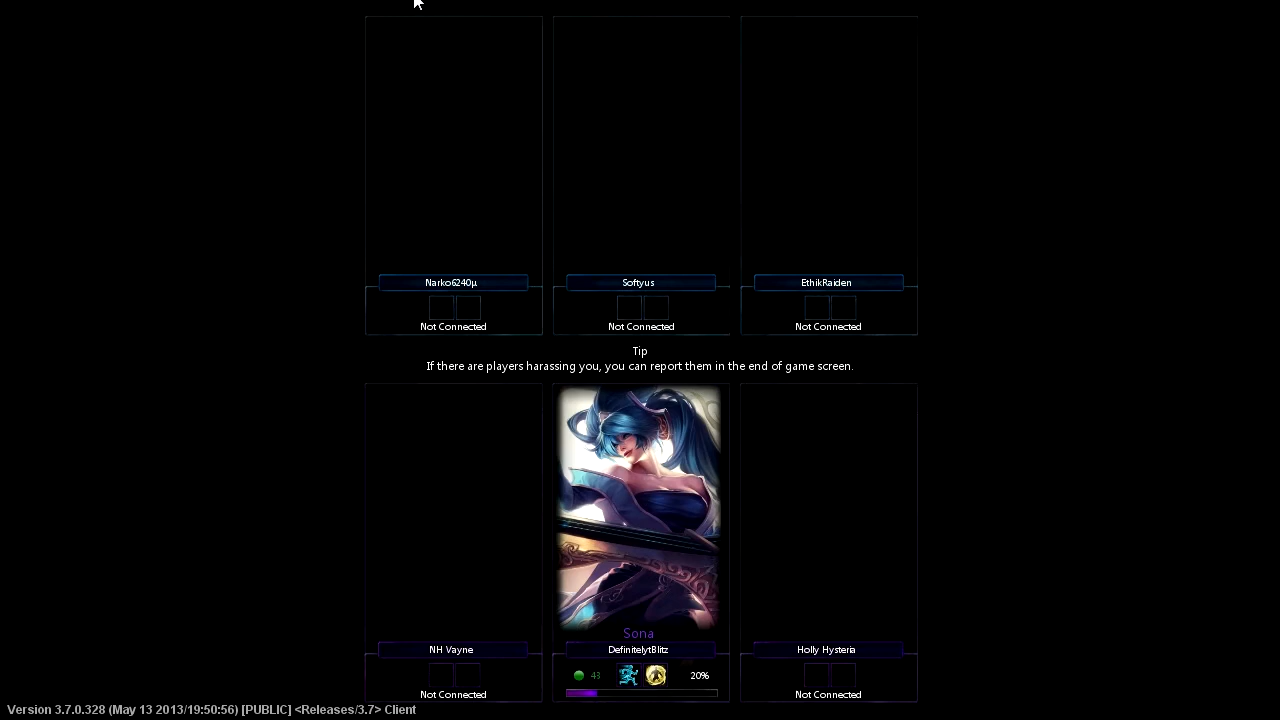 Narko6240µ
Softyus
EthikRaiden
Not Connected
Not Connected
Not Connected
Tip
If there are players harassing you, you can report them in the end of game screen.
Sona
NH Vayne
DefinitelytBlitz
Holly Hysteria
43
20%
Not Connected
Not Connected
Version 3.7.0.328 (May 13 2013/19:50:56) [PUBLIC] <Releases/3.7> Client